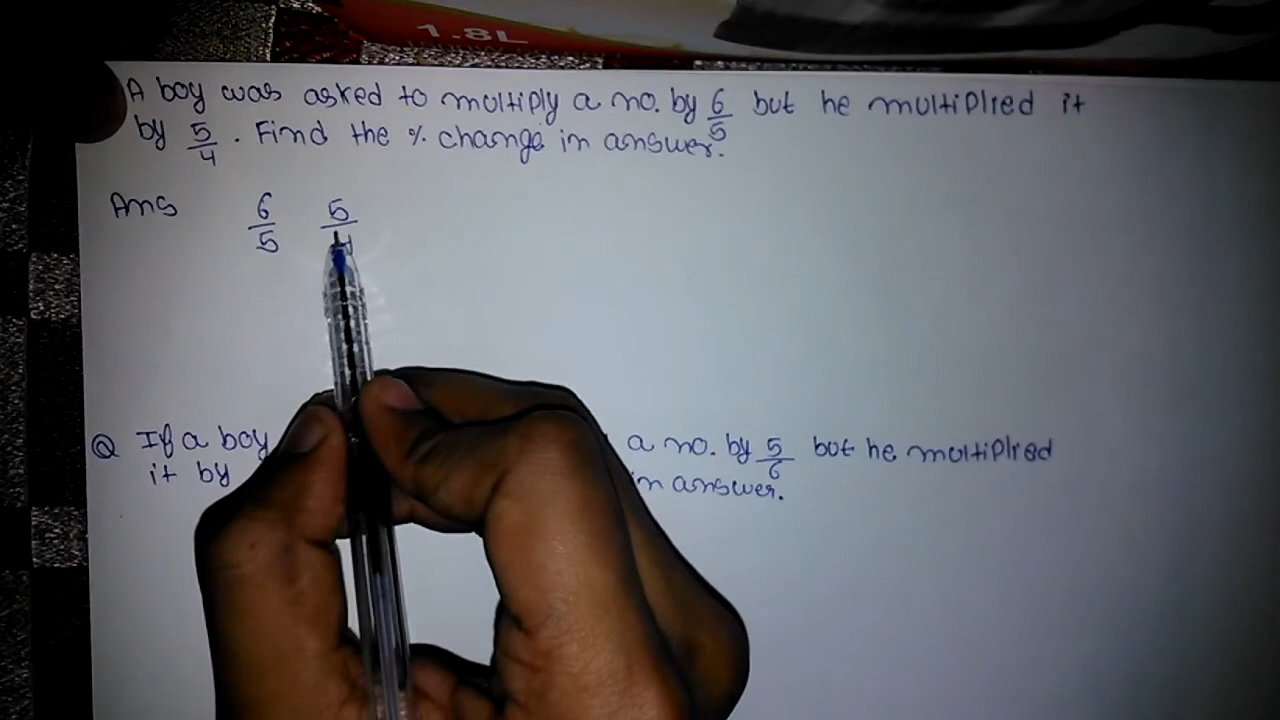 1.8L
A boy was asked to multiply a no. by 6/5 but he multiplied it
by 5/4 . Find the % change in answer.
Ans 6/5 5/4
Q If a boy a no. by 5/6 but he multiplied
it by in answer.